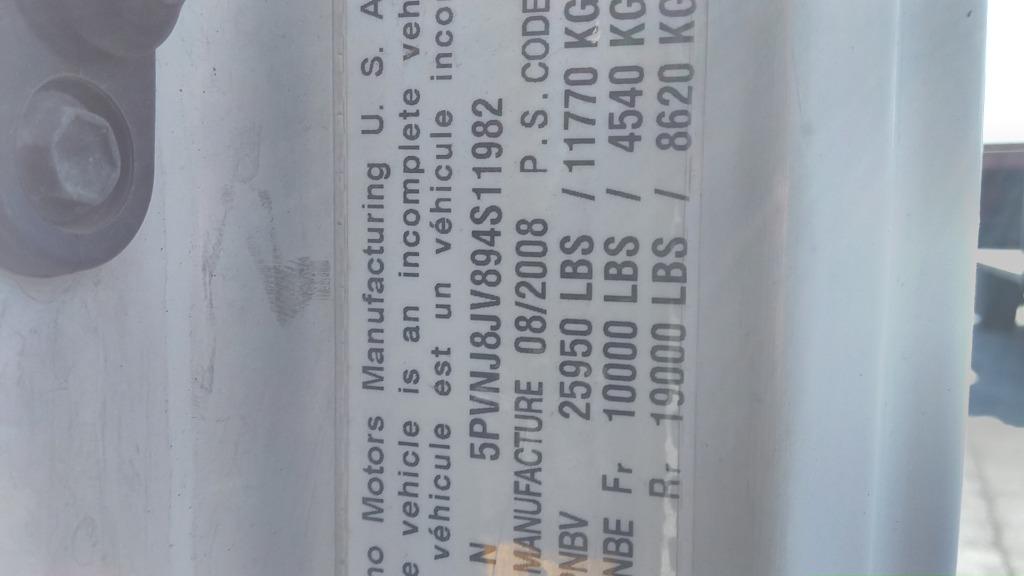 no Motors Manufacturing U. S. A
e vehicle is an incomplete veh
véhicule est un véhicule inco
N 5PVNJ8JV894S11982
MANUFACTURE 08/2008 P.S.CODE
NBV 25950 LBS / 11770 KG
NBE Fr 10000 LBS / 4540 KG
Rr 19000 LBS / 8620 KG